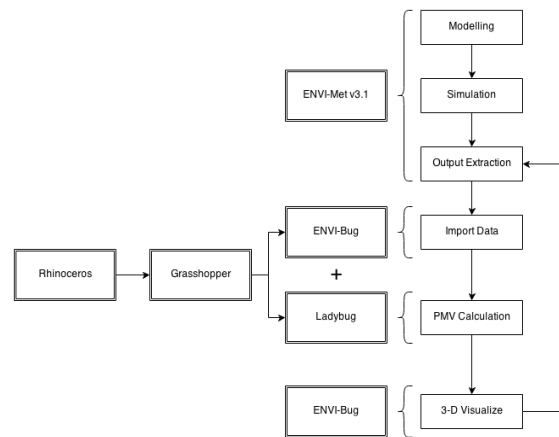 Modelling
ENVI-Met v3.1
Simulation
Output Extraction
ENVI-Bug
Import Data
Rhinoceros
Grasshopper
+
Ladybug
PMV Calculation
ENVI-Bug
3-D Visualize